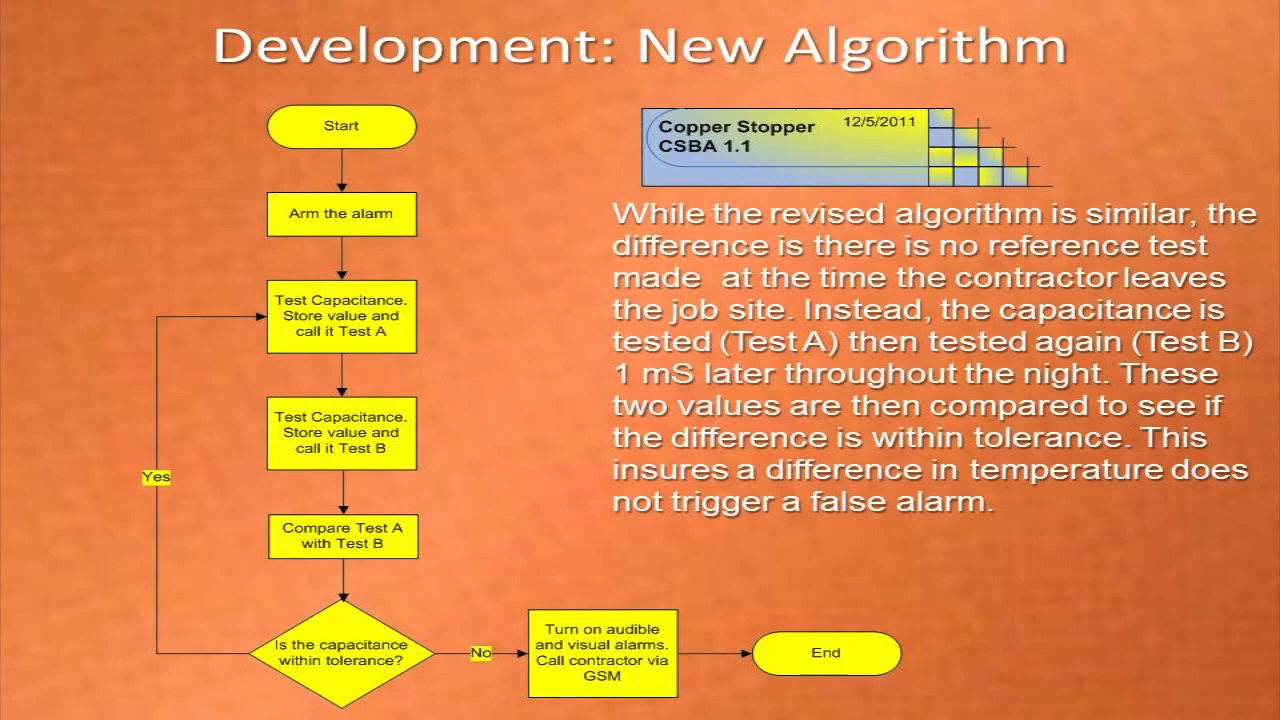 Development: New Algorithm
Start
Arm the alarm
Test Capacitance.
Store value and
call it Test A
Test Capacitance.
Store value and
call it Test B
Yes
Compare Test A
with Test B
Is the capacitance
within tolerance?
No
Turn on audible
and visual alarms.
Call contractor via
GSM
End
Copper Stopper
CSBA 1.1
12/5/2011
While the revised algorithm is similar, the
difference is there is no reference test
made at the time the contractor leaves
the job site. Instead, the capacitance is
tested (Test A) then tested again (Test B)
1 mS later throughout the night. These
two values are then compared to see if
the difference is within tolerance. This
insures a difference in temperature does
not trigger a false alarm.